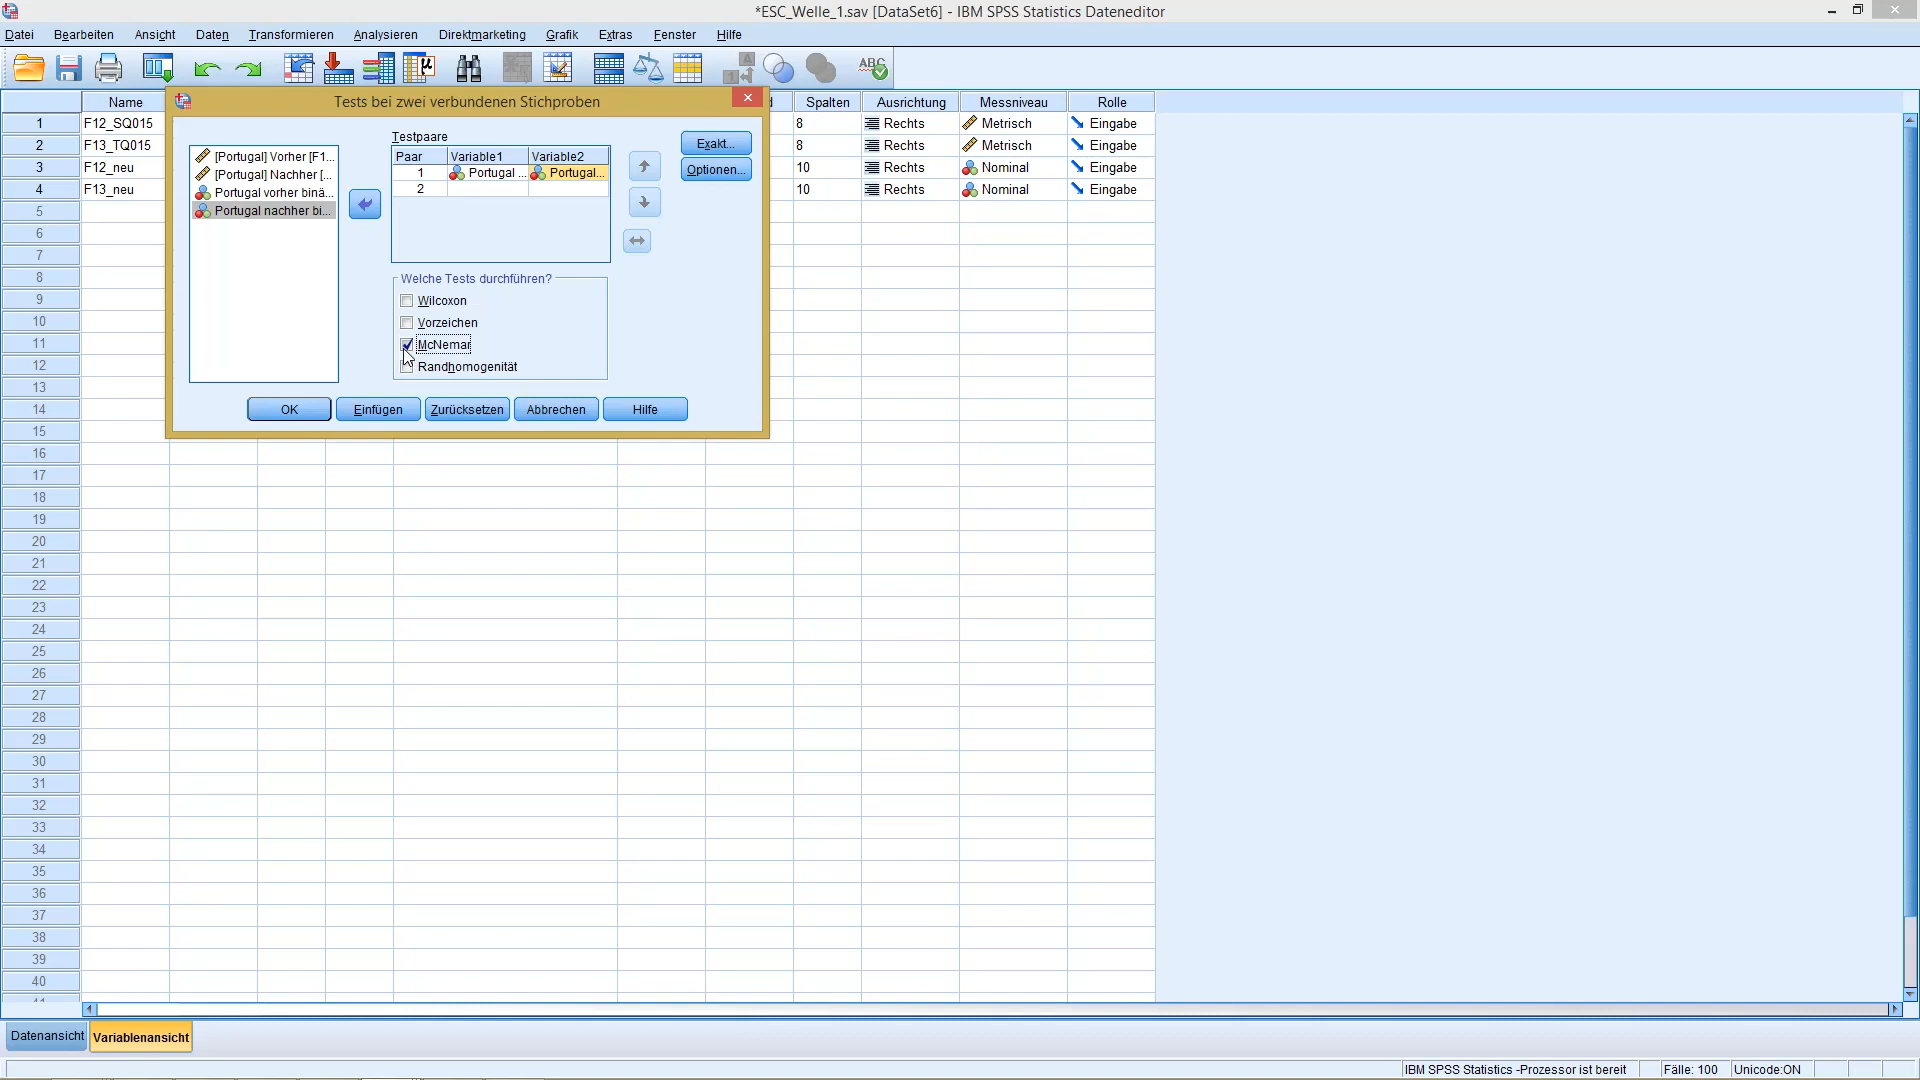 *ESC_Welle_1.sav [DataSet6] - IBM SPSS Statistics Dateneditor
Datei Bearbeiten Ansicht Daten Transformieren Analysieren Direktmarketing Grafik Extras Fenster Hilfe
Name Spalten Ausrichtung Messniveau Rolle
1 F12_SQ015 8 Rechts Metrisch Eingabe
2 F13_TQ015 8 Rechts Metrisch Eingabe
3 F12_neu 10 Rechts Nominal Eingabe
4 F13_neu 10 Rechts Nominal Eingabe
Tests bei zwei verbundenen Stichproben
[Portugal] Vorher [F1...
[Portugal] Nachher [...
Portugal vorher binä...
Portugal nachher bi...
Testpaare
Paar Variable1 Variable2
1 Portugal ... Portugal...
2
Exakt...
Optionen...
Welche Tests durchführen?
Wilcoxon
Vorzeichen
McNemar
Randhomogenität
OK Einfügen Zurücksetzen Abbrechen Hilfe
5
6
7
8
9
10
11
12
13
14
15
16
17
18
19
20
21
22
23
24
25
26
27
28
29
30
31
32
33
34
35
36
37
38
39
40
Datenansicht Variablenansicht
IBM SPSS Statistics -Prozessor ist bereit Fälle: 100 Unicode:ON